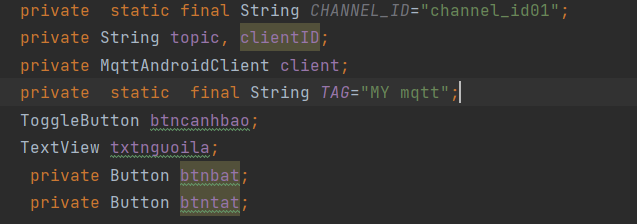 private  static final String CHANNEL_ID="channel_id01";
private String topic, clientID;
private MqttAndroidClient client;
private  static  final String TAG="MY mqtt";
ToggleButton btncanhbao;
TextView txtnguoila;
private Button btnbat;
private Button btntat;